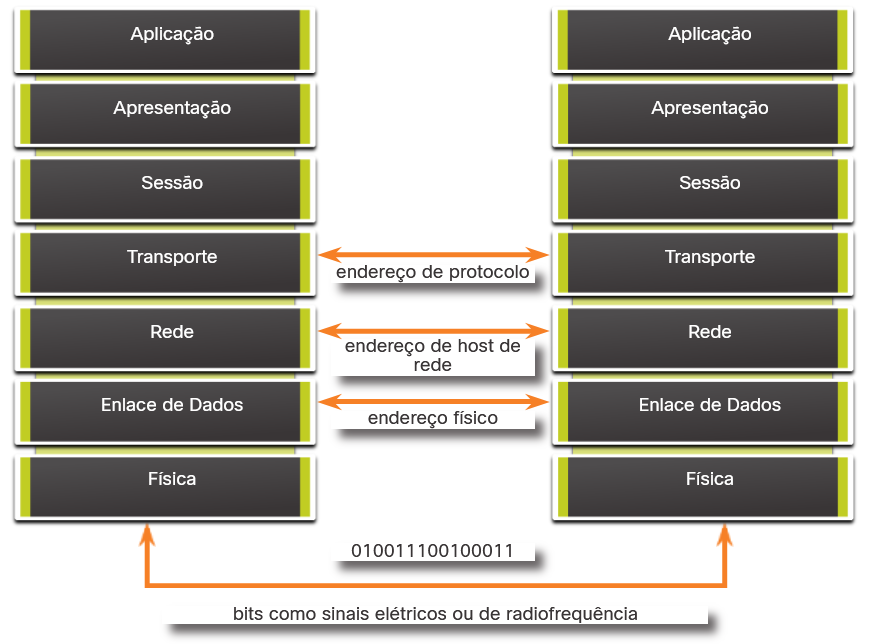 Aplicação
Aplicação
Apresentação
Apresentação
Sessão
Sessão
Transporte
Transporte
endereço de protocolo
Rede
Rede
endereço de host de
rede
Enlace de Dados
Enlace de Dados
endereço físico
Física
Física
010011100100011
bits como sinais elétricos ou de radiofrequência